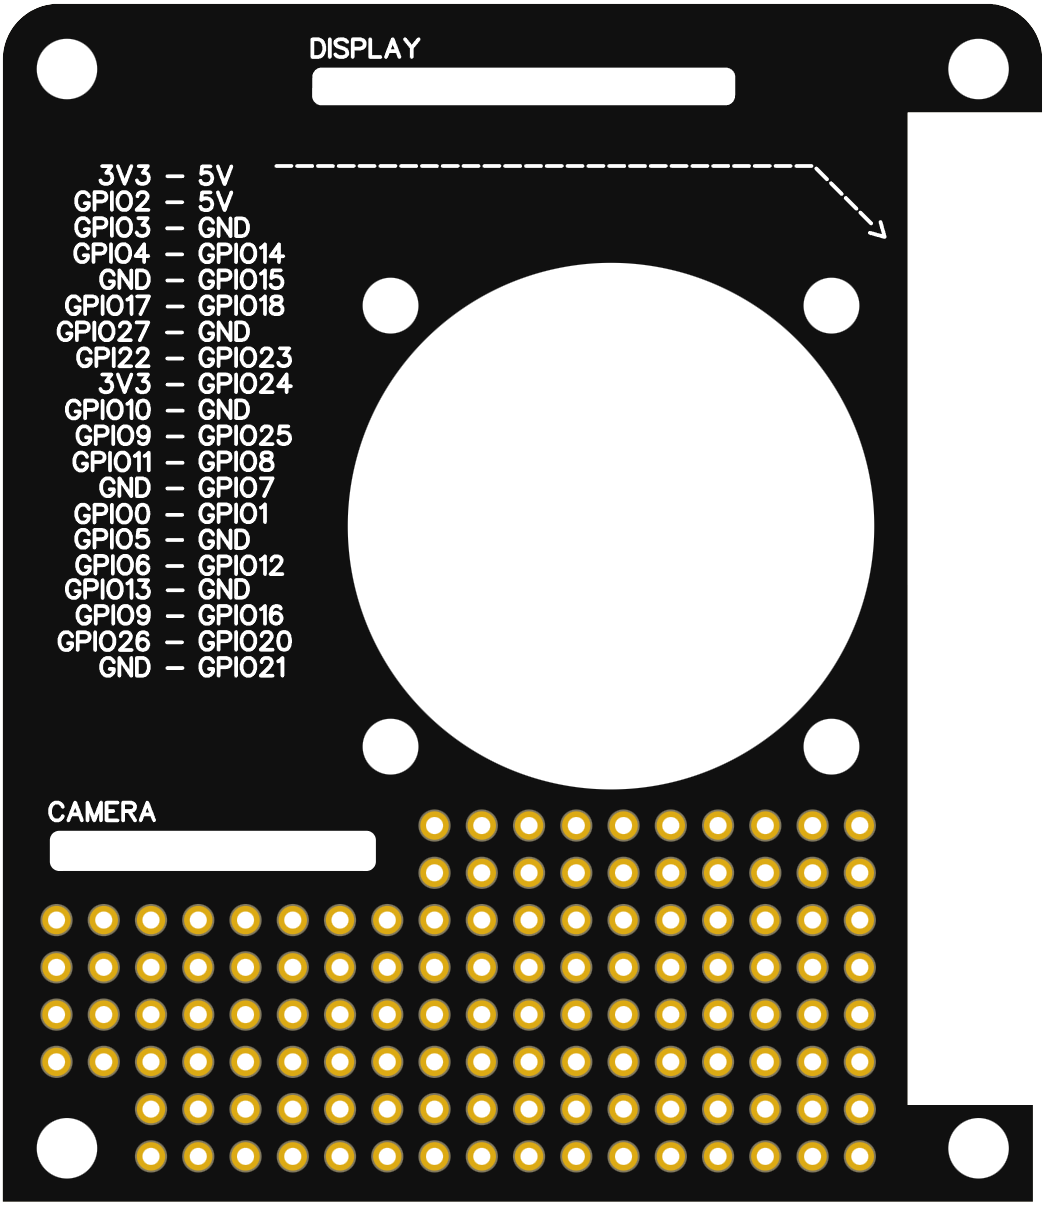 DISPLAY
3V3 - 5V
GPIO2 - 5V
GPIO3 - GND
GPIO4 - GPIO14
GND - GPIO15
GPIO17 - GPIO18
GPIO27 - GND
GPI22 - GPIO23
3V3 - GPIO24
GPIO10 - GND
GPIO9 - GPIO25
GPIO11 - GPIO8
GND - GPIO7
GPIO0 - GPIO1
GPIO5 - GND
GPIO6 - GPIO12
GPIO13 - GND
GPIO9 - GPIO16
GPIO26 - GPIO20
GND - GPIO21
CAMERA